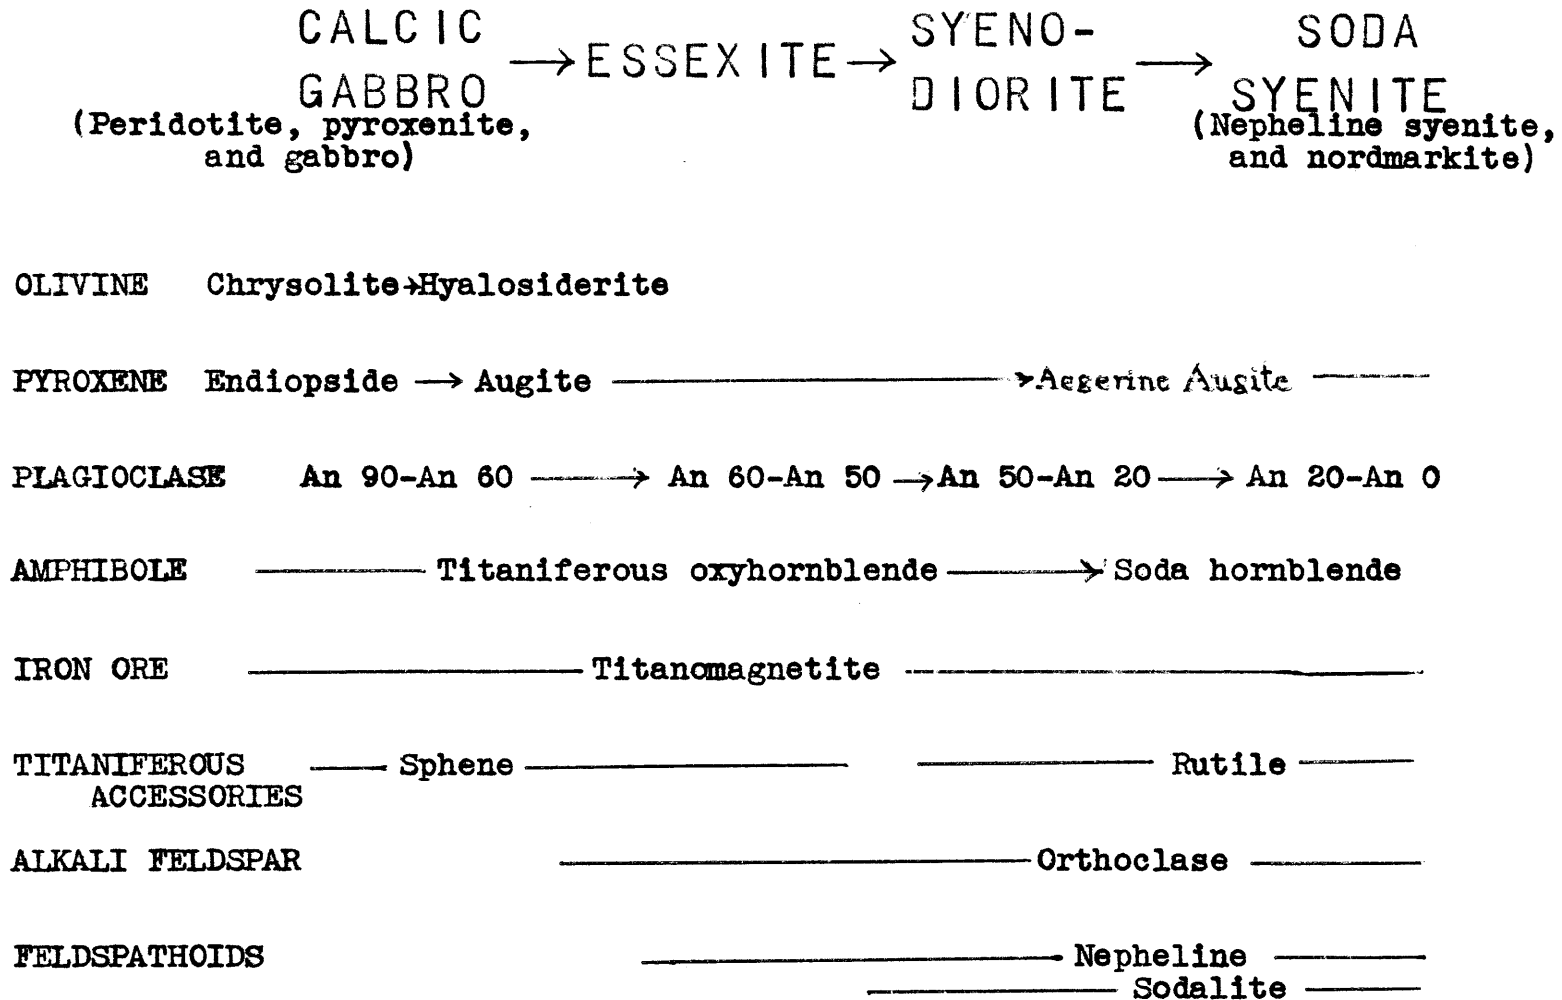 CALCIC GABBRO → ESSEXITE → SYENO-DIORITE → SODA SYENITE
(Peridotite, pyroxenite, and gabbro)
(Nepheline syenite, and nordmarkite)
OLIVINE Chrysolite→Hyalosiderite
PYROXENE Endiopside → Augite → Aegerine Augite
PLAGIOCLASE An 90-An 60 → An 60-An 50 → An 50-An 20 → An 20-An 0
AMPHIBOLE Titaniferous oxyhornblende → Soda hornblende
IRON ORE Titanomagnetite
TITANIFEROUS Sphene Rutile
ACCESSORIES
ALKALI FELDSPAR Orthoclase
FELDSPATHOIDS Nepheline
Sodalite